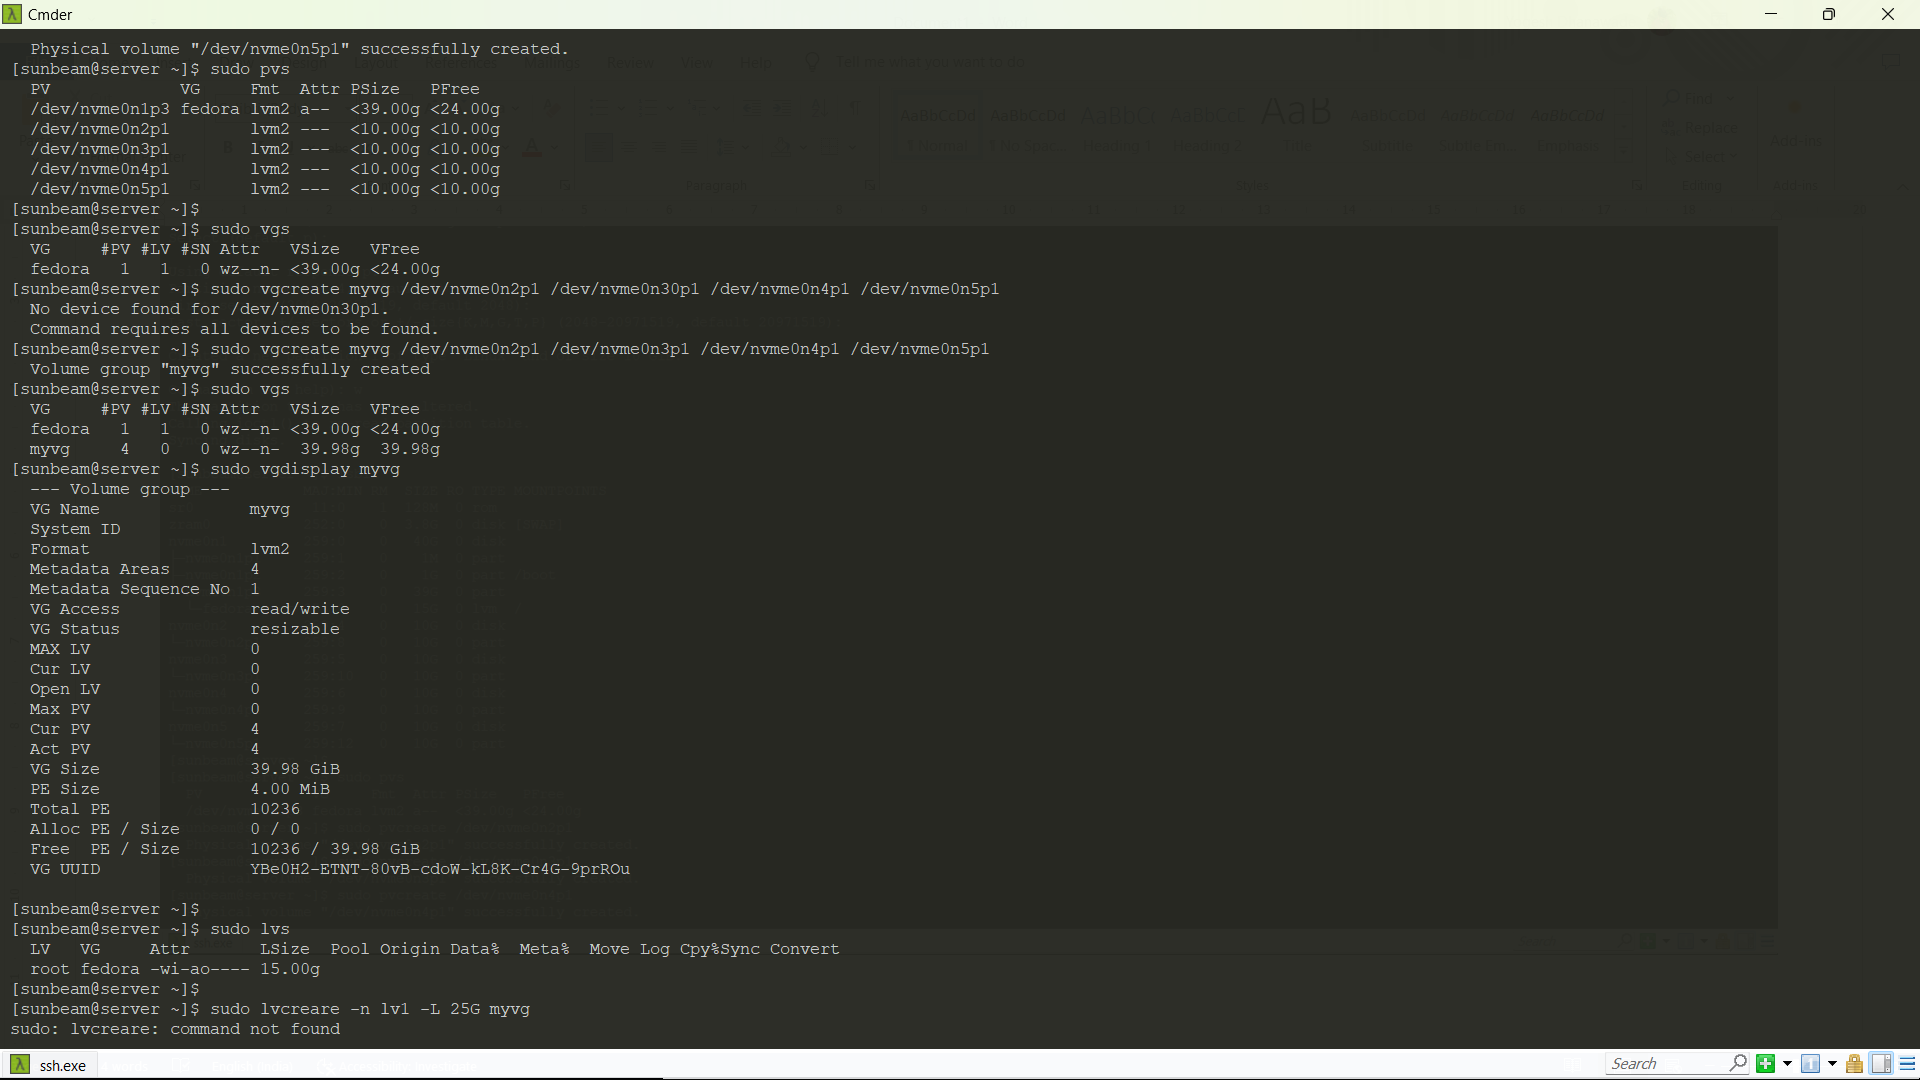 Cmder
Physical volume "/dev/nvme0n5p1" successfully created.
[sunbeam@server ~]$ sudo pvs
PV VG Fmt Attr PSize PFree
/dev/nvme0n1p3 fedora lvm2 a-- <39.00g <24.00g
/dev/nvme0n2p1 lvm2 --- <10.00g <10.00g
/dev/nvme0n3p1 lvm2 --- <10.00g <10.00g
/dev/nvme0n4p1 lvm2 --- <10.00g <10.00g
/dev/nvme0n5p1 lvm2 --- <10.00g <10.00g
[sunbeam@server ~]$
[sunbeam@server ~]$ sudo vgs
VG #PV #LV #SN Attr VSize VFree
fedora 1 1 0 wz--n- <39.00g <24.00g
[sunbeam@server ~]$ sudo vgcreate myvg /dev/nvme0n2p1 /dev/nvme0n30p1 /dev/nvme0n4p1 /dev/nvme0n5p1
No device found for /dev/nvme0n30p1.
Command requires all devices to be found.
[sunbeam@server ~]$ sudo vgcreate myvg /dev/nvme0n2p1 /dev/nvme0n3p1 /dev/nvme0n4p1 /dev/nvme0n5p1
Volume group "myvg" successfully created
[sunbeam@server ~]$ sudo vgs
VG #PV #LV #SN Attr VSize VFree
fedora 1 1 0 wz--n- <39.00g <24.00g
myvg 4 0 0 wz--n- 39.98g 39.98g
[sunbeam@server ~]$ sudo vgdisplay myvg
--- Volume group ---
VG Name myvg
System ID
Format lvm2
Metadata Areas 4
Metadata Sequence No 1
VG Access read/write
VG Status resizable
MAX LV 0
Cur LV 0
Open LV 0
Max PV 0
Cur PV 4
Act PV 4
VG Size 39.98 GiB
PE Size 4.00 MiB
Total PE 10236
Alloc PE / Size 0 / 0
Free PE / Size 10236 / 39.98 GiB
VG UUID YBe0H2-ETNT-80vB-cdoW-kL8K-Cr4G-9prROu
[sunbeam@server ~]$
[sunbeam@server ~]$ sudo lvs
LV VG Attr LSize Pool Origin Data% Meta% Move Log Cpy%Sync Convert
root fedora -wi-ao---- 15.00g
[sunbeam@server ~]$
[sunbeam@server ~]$ sudo lvcreare -n lv1 -L 25G myvg
sudo: lvcreare: command not found
ssh.exe
Search